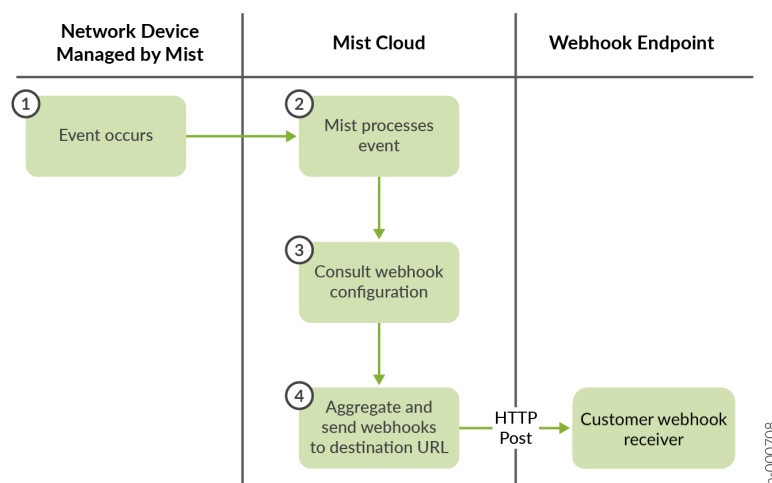 Network Device
Managed by Mist
Mist Cloud
Webhook Endpoint
1
Event occurs
2
Mist processes
event
3
Consult webhook
configuration
4
Aggregate and
send webhooks
to destination URL
HTTP
Post
Customer webhook
receiver